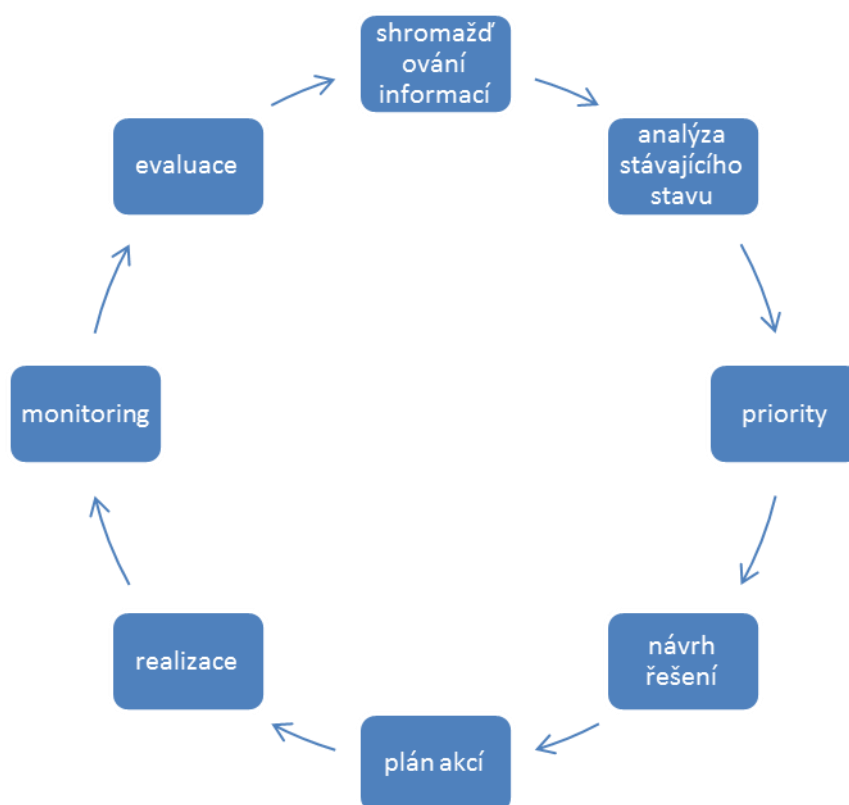 shromažď
ování
informací
analýza
stávajícího
stavu
priority
návrh
řešení
plán akcí
realizace
monitoring
evaluace